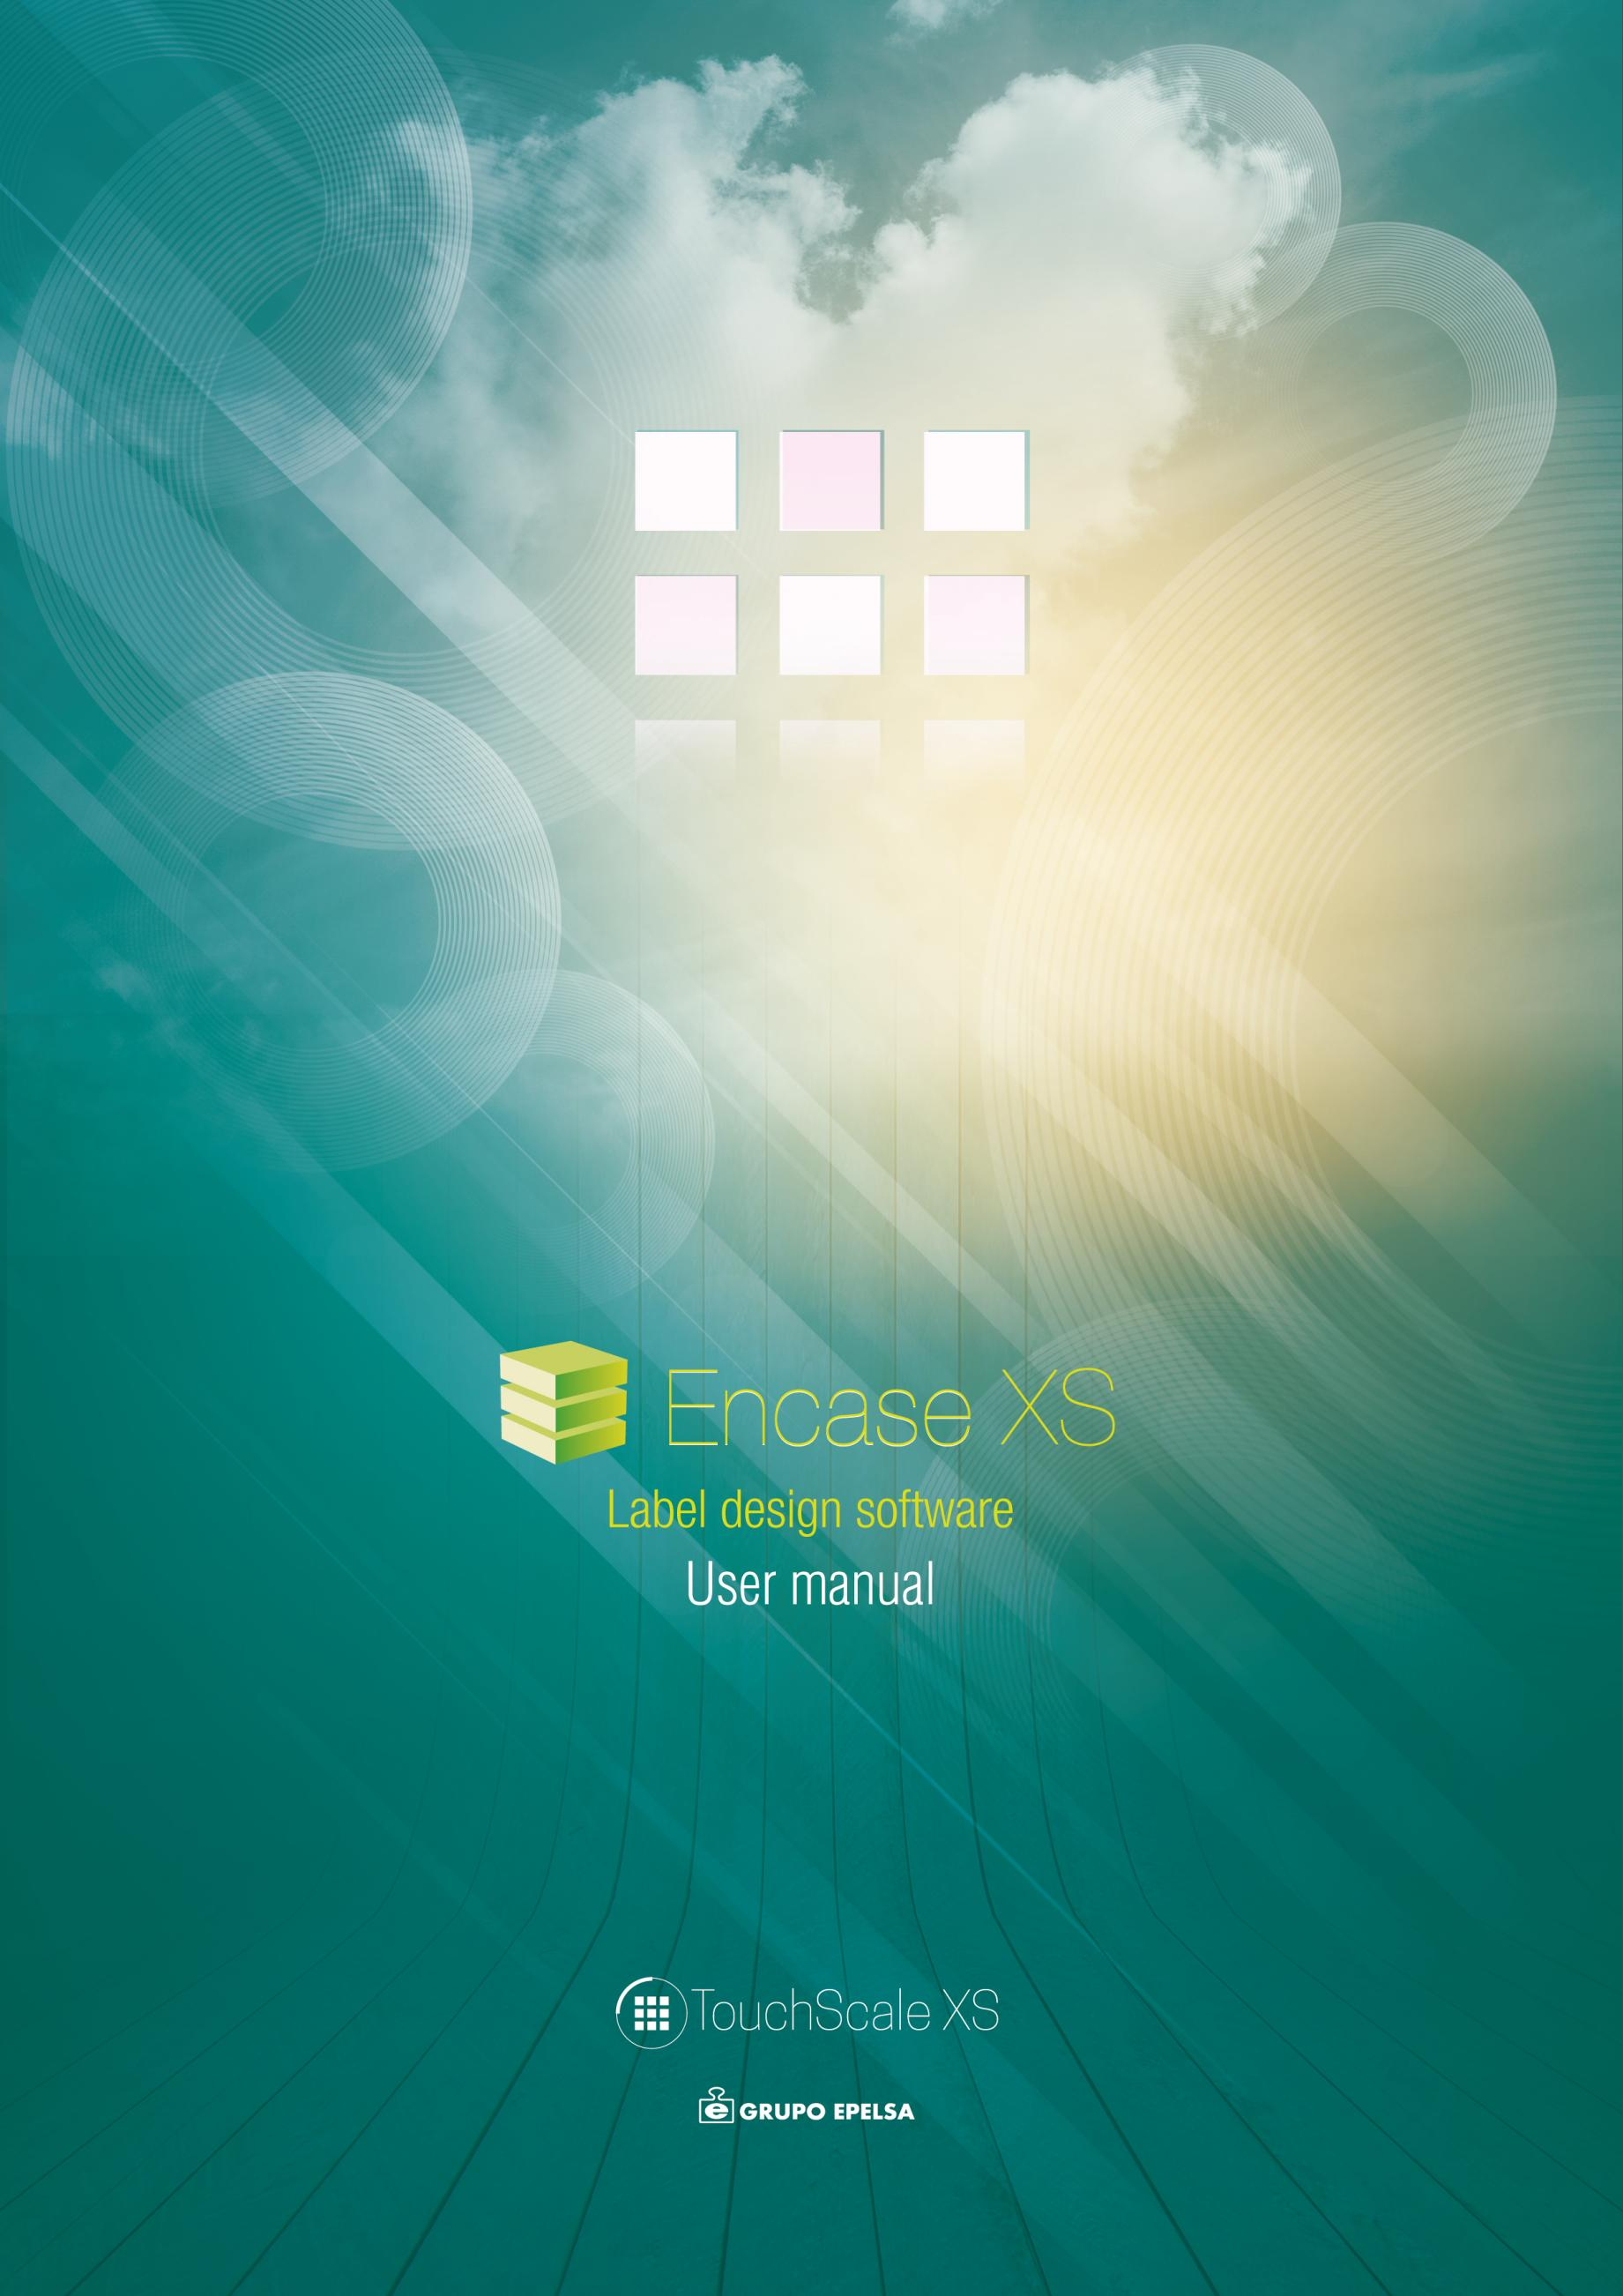 Encase XS
Label design software
User manual
TouchScale XS
e GRUPO EPELSA